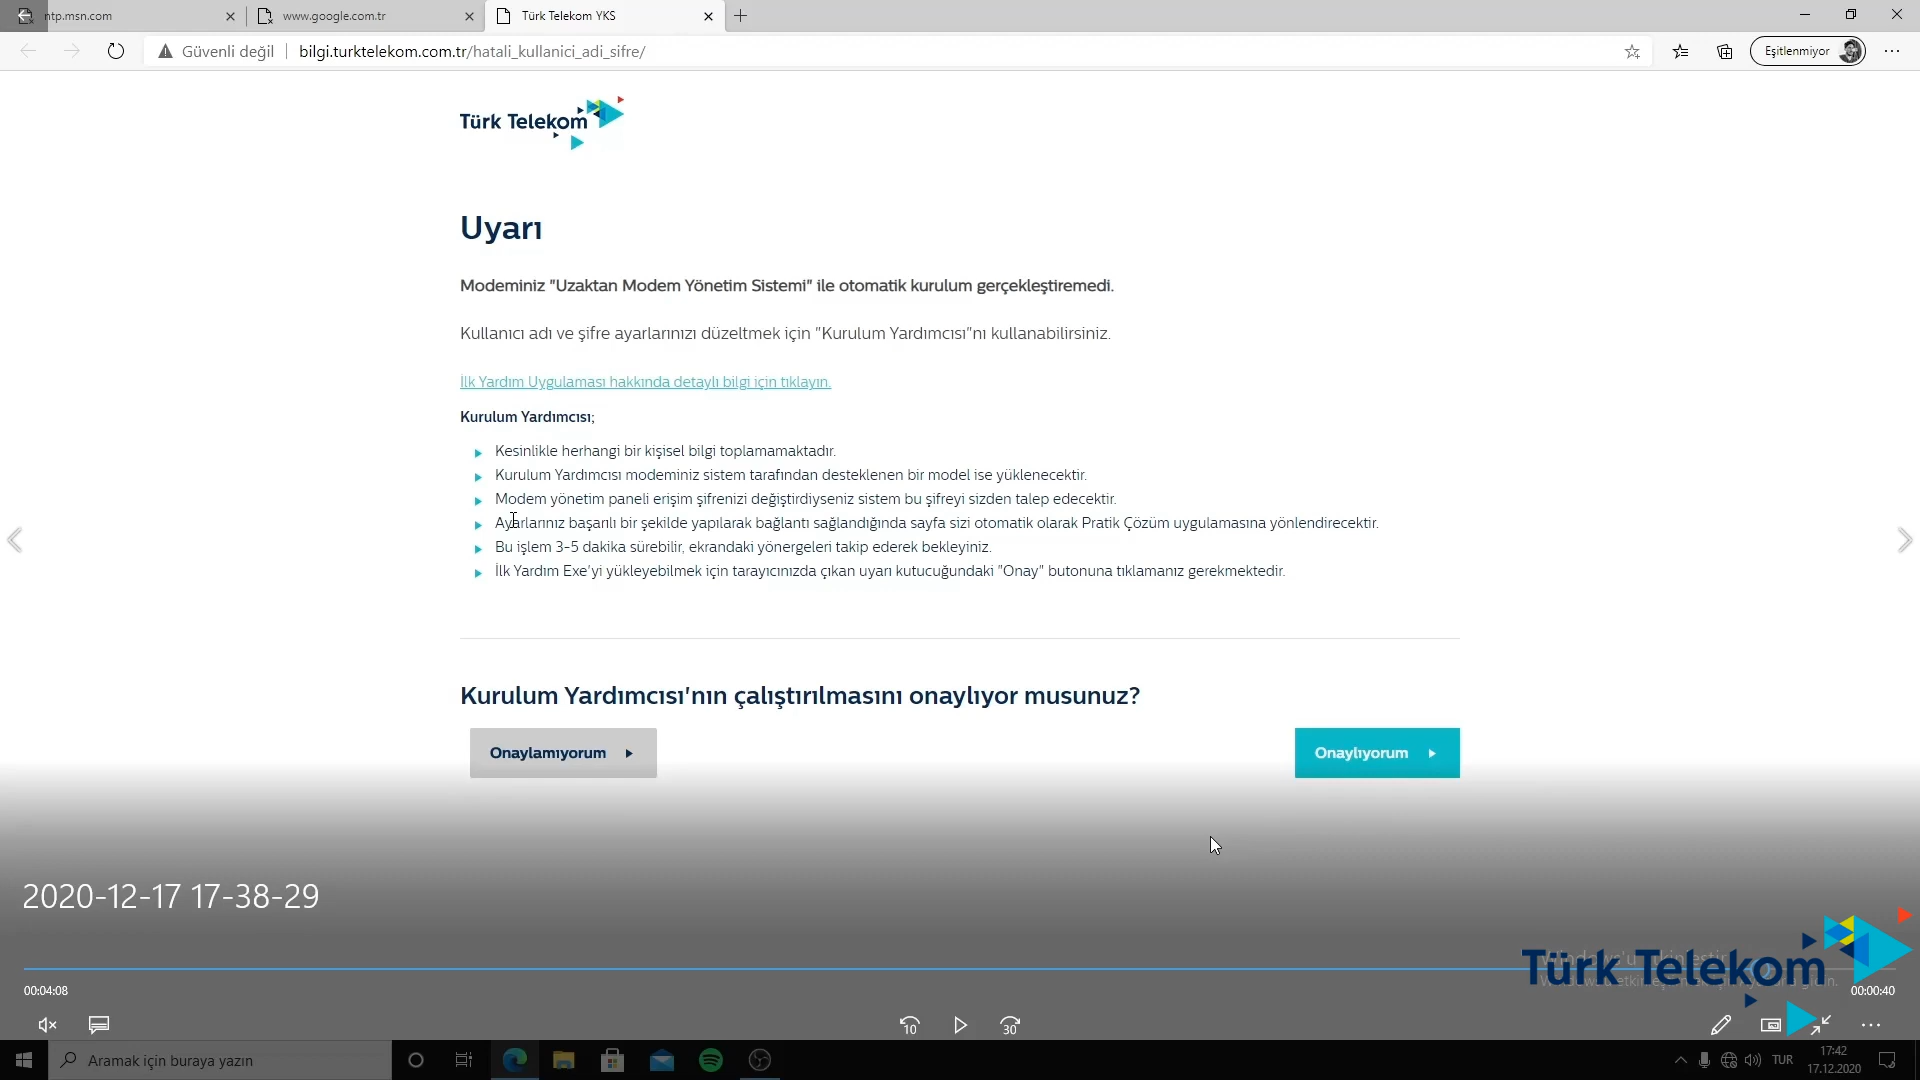 ntp.msn.com
www.google.com.tr
Türk Telekom YKS
Güvenli değil
bilgi.turktelekom.com.tr/hatali_kullanici_adi_sifre/
Eşitlenmiyor
Türk Telekom
Uyarı
Modeminiz "Uzaktan Modem Yönetim Sistemi" ile otomatik kurulum gerçekleştiremedi.
Kullanıcı adı ve şifre ayarlarınızı düzeltmek için "Kurulum Yardımcısı"nı kullanabilirsiniz.
İlk Yardım Uygulaması hakkında detaylı bilgi için tıklayın.
Kurulum Yardımcısı;
Kesinlikle herhangi bir kişisel bilgi toplamamaktadır.
Kurulum Yardımcısı modeminiz sistem tarafından desteklenen bir model ise yüklenecektir.
Modem yönetim paneli erişim şifrenizi değiştirdiyseniz sistem bu şifreyi sizden talep edecektir.
Ayarlarınız başarılı bir şekilde yapılarak bağlantı sağlandığında sayfa sizi otomatik olarak Pratik Çözüm uygulamasına yönlendirecektir.
Bu işlem 3-5 dakika sürebilir, ekrandaki yönergeleri takip ederek bekleyiniz.
İlk Yardım Exe'yi yükleyebilmek için tarayıcınızda çıkan uyarı kutucuğundaki "Onay" butonuna tıklamanız gerekmektedir.
Kurulum Yardımcısı'nın çalıştırılmasını onaylıyor musunuz?
Onaylamıyorum
Onaylıyorum
2020-12-17 17-38-29
Türk Telekom
00:04:08
00:00:40
10
30
Aramak için buraya yazın
TUR
17:42
17.12.2020